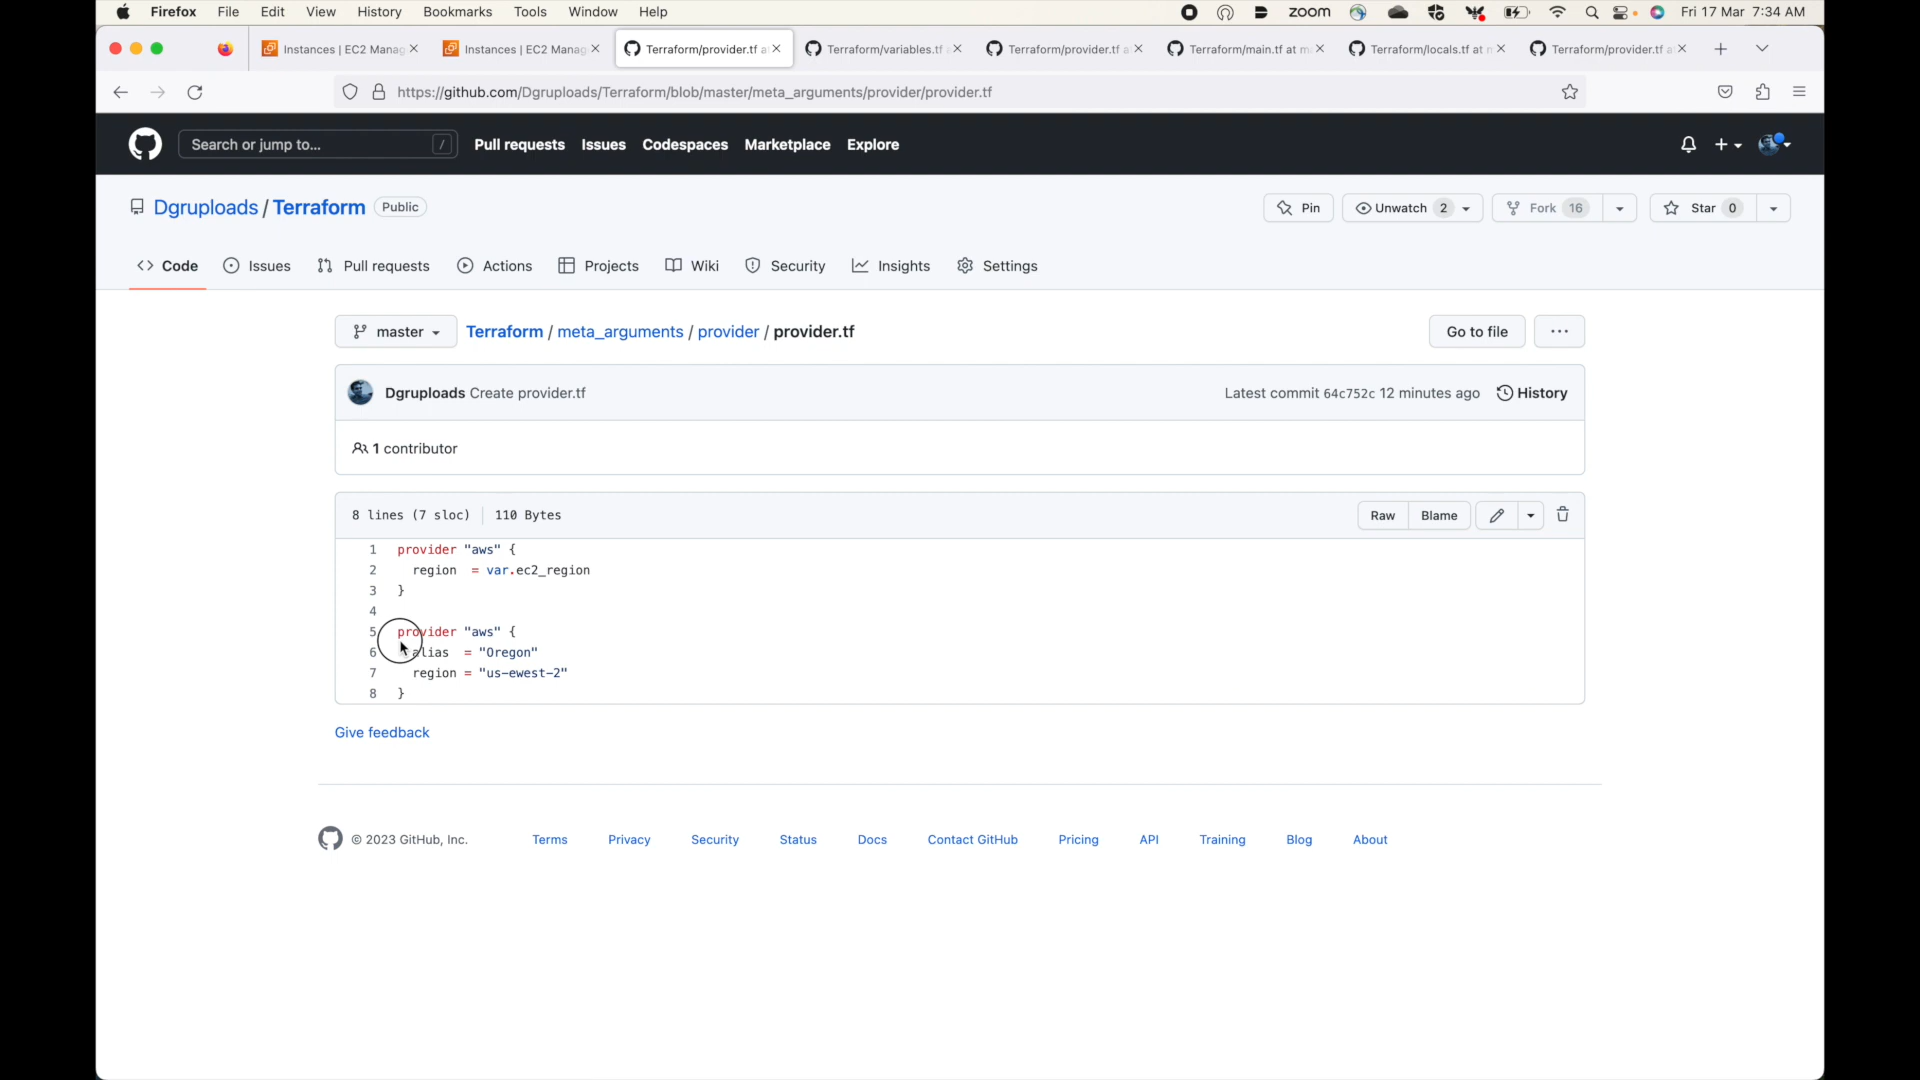 Firefox File Edit View History Bookmarks Tools Window Help zoom Fri 17 Mar 7:34 AM
Instances | EC2 Manag Instances | EC2 Manag Terraform/provider.tf a Terraform/variables.tf Terraform/provider.tf a Terraform/main.tf at m Terraform/locals.tf at Terraform/provider.tf a
https://github.com/Dgruploads/Terraform/blob/master/meta_arguments/provider/provider.tf
Search or jump to... / Pull requests Issues Codespaces Marketplace Explore
Dgruploads / Terraform Public Pin Unwatch 2 Fork 16 Star 0
Code Issues Pull requests Actions Projects Wiki Security Insights Settings
master Terraform / meta_arguments / provider / provider.tf Go to file ...
Dgruploads Create provider.tf Latest commit 64c752c 12 minutes ago History
1 contributor
8 lines (7 sloc) 110 Bytes Raw Blame
1 provider "aws" {
2 region = var.ec2_region
3 }
4
5 provider "aws" {
6 alias = "Oregon"
7 region = "us-ewest-2"
8 }
Give feedback
© 2023 GitHub, Inc. Terms Privacy Security Status Docs Contact GitHub Pricing API Training Blog About